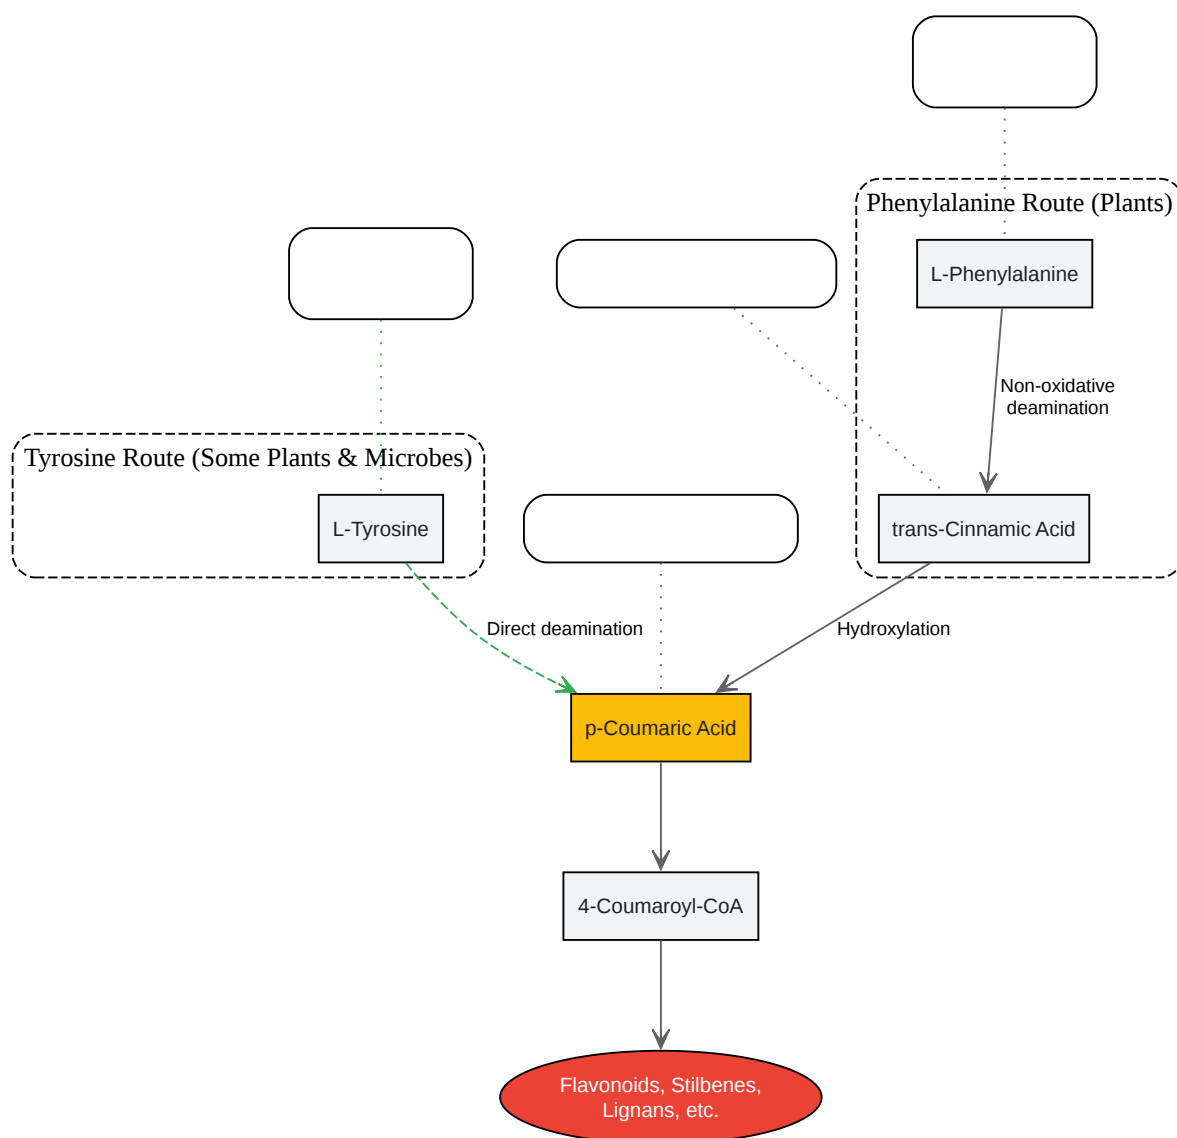 Phenylalanine Route (Plants)
L-Phenylalanine
Non-oxidative
deamination
Tyrosine Route (Some Plants & Microbes)
L-Tyrosine
trans-Cinnamic Acid
Direct deamination
Hydroxylation
p-Coumaric Acid
4-Coumaroyl-CoA
Flavonoids, Stilbenes,
Lignans, etc.